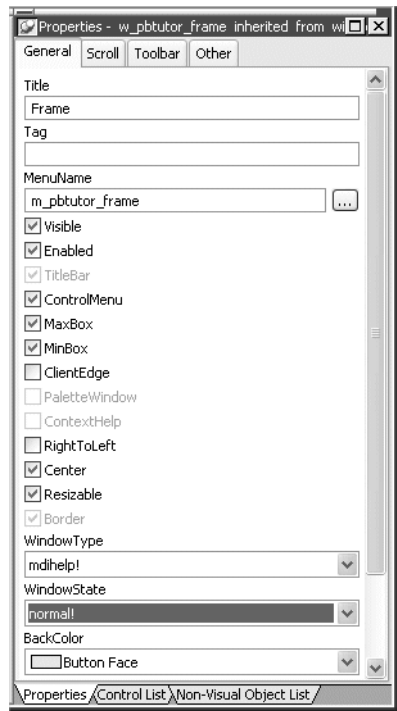 Properties - w_pbtutor_frame inherited from wi
General Scroll Toolbar Other
Title
Frame
Tag
MenuName
m_pbtutor_frame ...
Visible
Enabled
TitleBar
ControlMenu
MaxBox
MinBox
ClientEdge
PaletteWindow
ContextHelp
RightToLeft
Center
Resizable
Border
WindowType
mdihelp!
WindowState
normal!
BackColor
Button Face
Properties Control List Non-Visual Object List